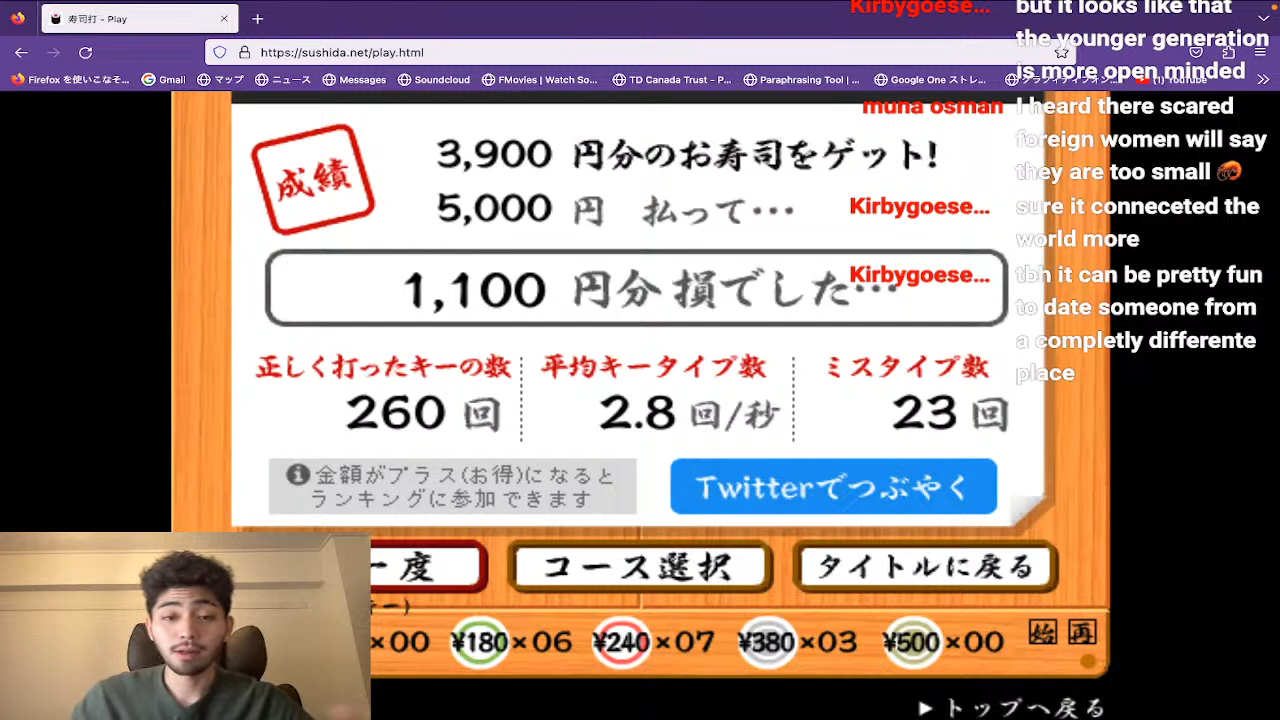 寿司打 - Play
https://sushida.net/play.html
Firefox を使いこなそ...
Gmail
マップ
ニュース
Messages
Soundcloud
FMovies | Watch So...
TD Canada Trust - P...
Paraphrasing Tool |...
Google One ストレ...
(1) YouTube
成績
3,900 円分のお寿司をゲット!
5,000 円 払って…
1,100 円分 損でした…
正しく打ったキーの数
260 回
平均キータイプ数
2.8 回/秒
ミスタイプ数
23 回
金額がプラス(お得)になると
ランキングに参加できます
Twitterでつぶやく
一度
コース選択
タイトルに戻る
×00 ¥180×06 ¥240×07 ¥380×03 ¥500×00
始 再
▶トップへ戻る
Kirbygoese...
but it looks like that
the younger generation
is more open minded
muna osman
I heard there scared
foreign women will say
they are too small 🦐
Kirbygoese...
sure it conneceted the
world more
Kirbygoese...
tbh it can be pretty fun
to date someone from
a completly differente
place